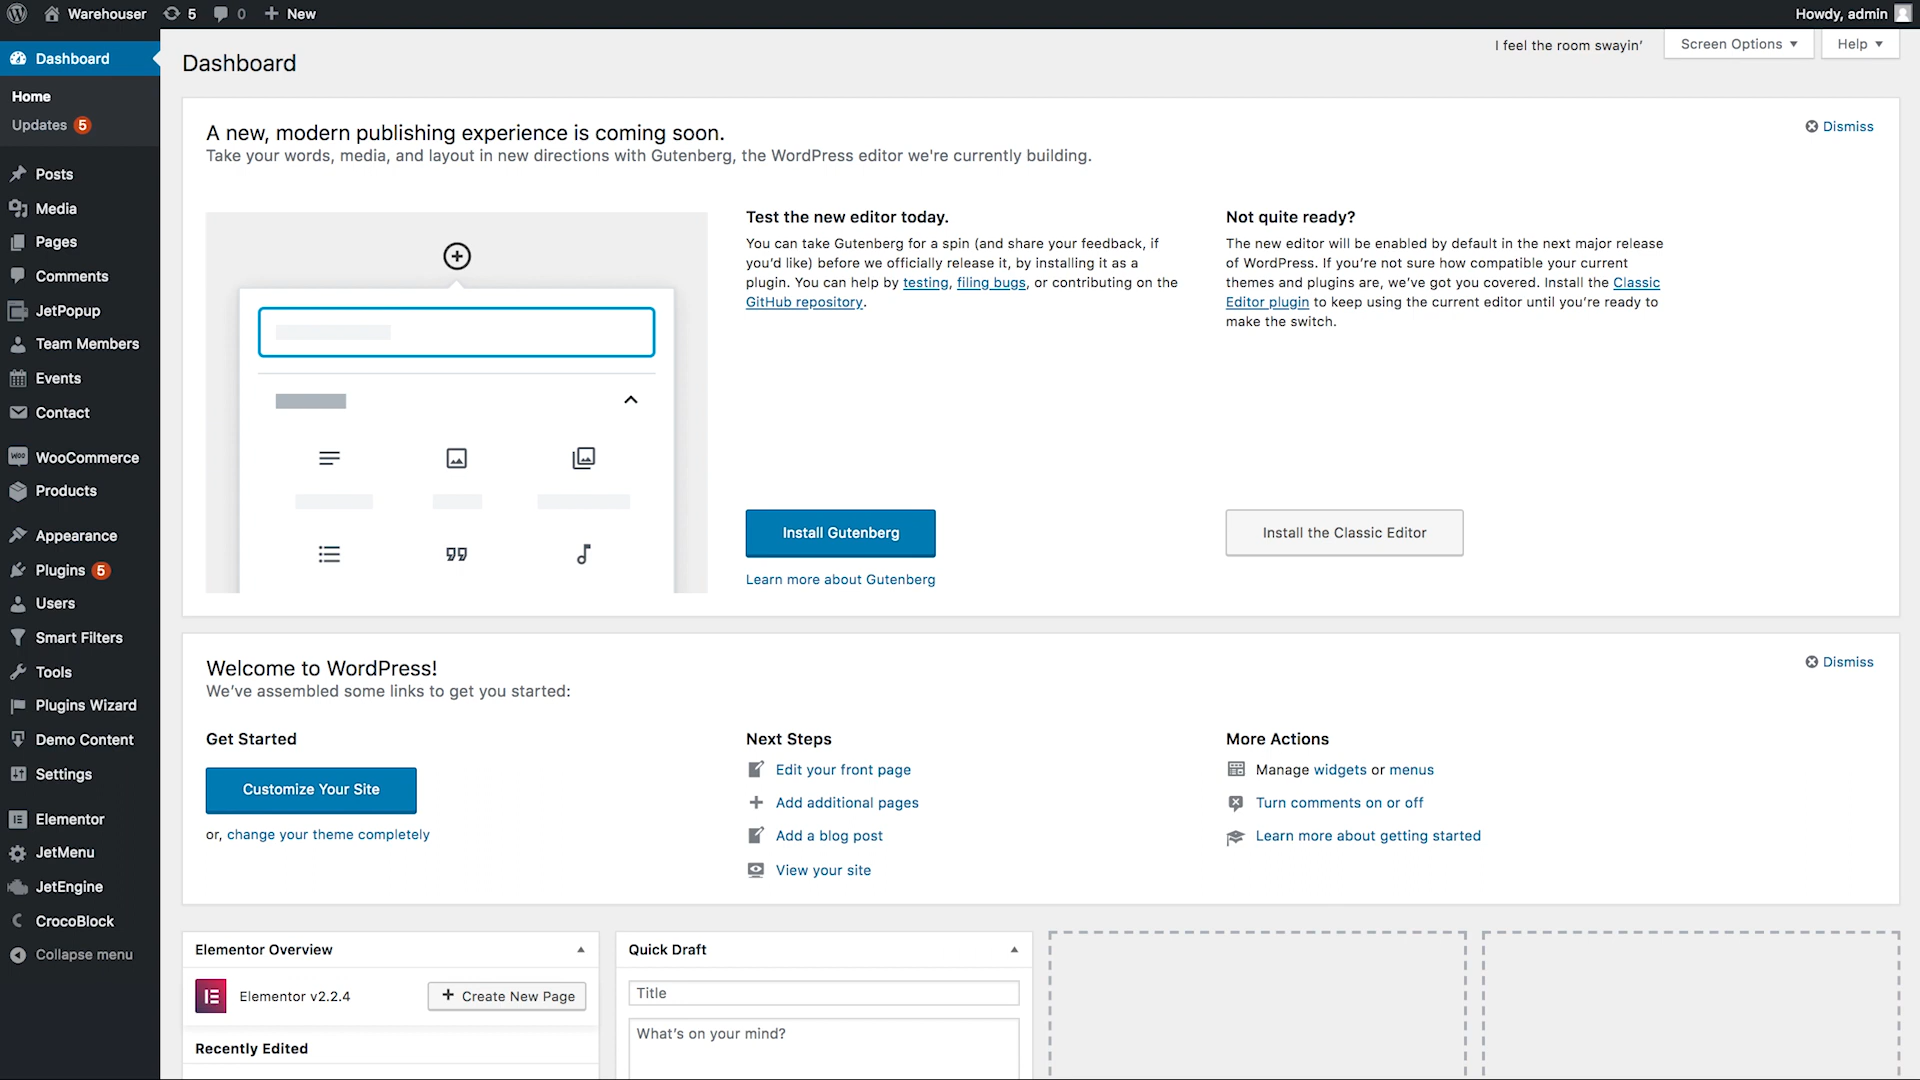 Warehouser
5
0
New
Howdy, admin
Dashboard
Home
Updates 5
Posts
Media
Pages
Comments
JetPopup
Team Members
Events
Contact
WooCommerce
Products
Appearance
Plugins 5
Users
Smart Filters
Tools
Plugins Wizard
Demo Content
Settings
Elementor
JetMenu
JetEngine
CrocoBlock
Collapse menu
I feel the room swayin'
Screen Options
Help
Dashboard
A new, modern publishing experience is coming soon.
Take your words, media, and layout in new directions with Gutenberg, the WordPress editor we're currently building.
Dismiss
Test the new editor today.
You can take Gutenberg for a spin (and share your feedback, if
you'd like) before we officially release it, by installing it as a
plugin. You can help by testing, filing bugs, or contributing on the
GitHub repository.
Install Gutenberg
Learn more about Gutenberg
Not quite ready?
The new editor will be enabled by default in the next major release
of WordPress. If you're not sure how compatible your current
themes and plugins are, we've got you covered. Install the Classic
Editor plugin to keep using the current editor until you're ready to
make the switch.
Install the Classic Editor
Welcome to WordPress!
We've assembled some links to get you started:
Dismiss
Get Started
Customize Your Site
or, change your theme completely
Next Steps
Edit your front page
Add additional pages
Add a blog post
View your site
More Actions
Manage widgets or menus
Turn comments on or off
Learn more about getting started
Elementor Overview
Elementor v2.2.4
Create New Page
Recently Edited
Quick Draft
Title
What's on your mind?